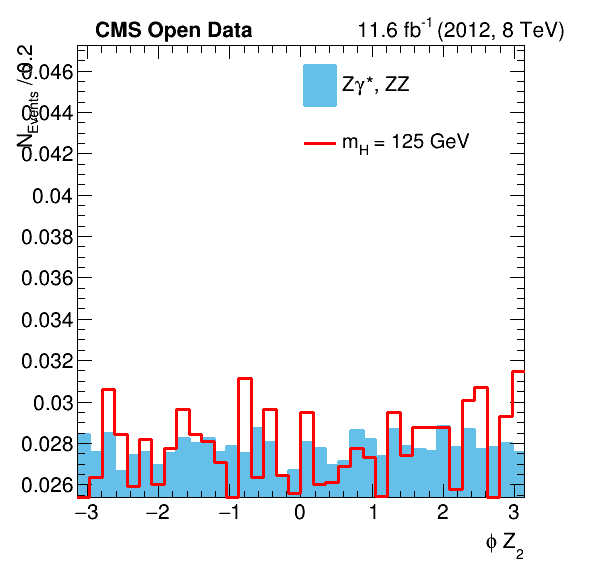 CMS Open Data 11.6 fb⁻¹ (2012, 8 TeV)
N_Events / 0.2
Zγ*, ZZ
m_H = 125 GeV
0.046
0.044
0.042
0.04
0.038
0.036
0.034
0.032
0.03
0.028
0.026
−3 −2 −1 0 1 2 3
ϕ Z₂